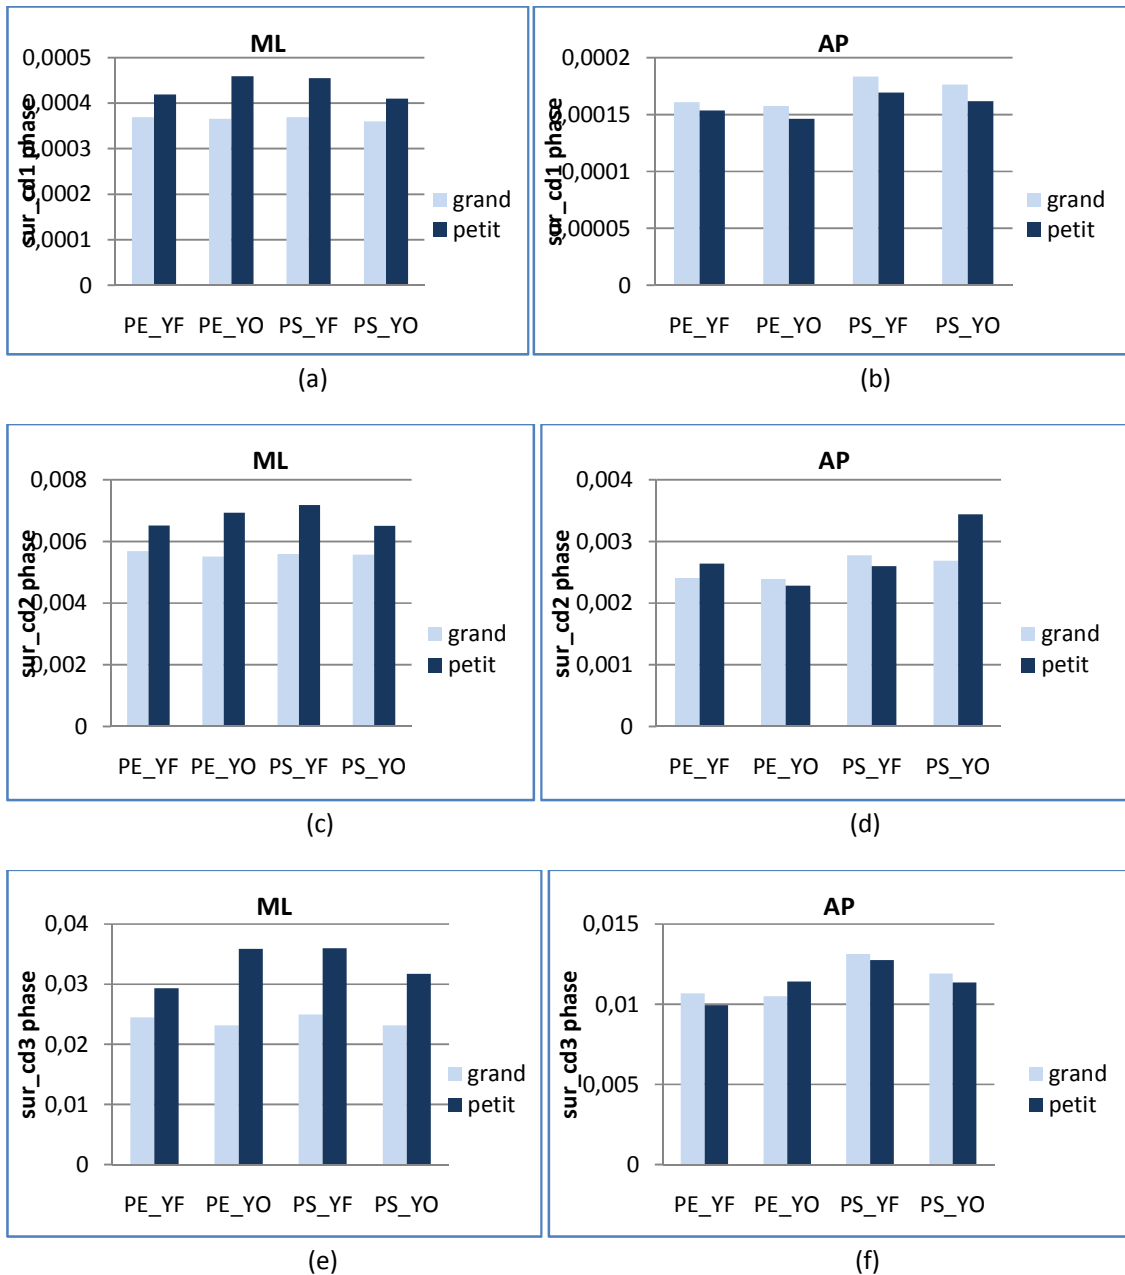 ML
0,0005
0,0004
0,0003
0,0002
0,0001
0
sur_cd1 phase
PE_YF PE_YO PS_YF PS_YO
grand
petit
(a)
AP
0,0002
0,00015
0,0001
0,00005
0
sur_cd1 phase
PE_YF PE_YO PS_YF PS_YO
grand
petit
(b)
ML
0,008
0,006
0,004
0,002
0
sur_cd2 phase
PE_YF PE_YO PS_YF PS_YO
grand
petit
(c)
AP
0,004
0,003
0,002
0,001
0
sur_cd2 phase
PE_YF PE_YO PS_YF PS_YO
grand
petit
(d)
ML
0,04
0,03
0,02
0,01
0
sur_cd3 phase
PE_YF PE_YO PS_YF PS_YO
grand
petit
(e)
AP
0,015
0,01
0,005
0
sur_cd3 phase
PE_YF PE_YO PS_YF PS_YO
grand
petit
(f)